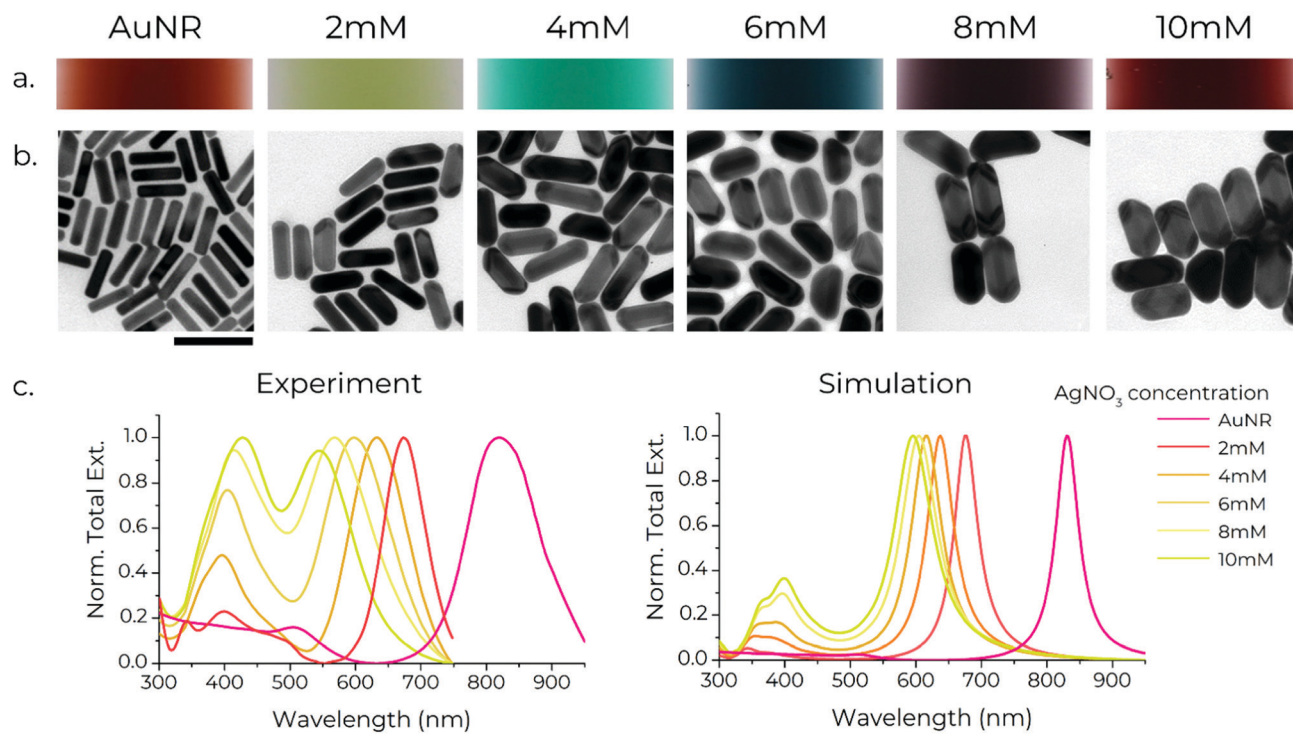 AuNR 2mM 4mM 6mM 8mM 10mM
a.
b.
c.
Experiment
Norm. Total Ext.
1.0
0.8
0.6
0.4
0.2
0.0
300 400 500 600 700 800 900
Wavelength (nm)
Simulation
Norm. Total Ext.
1.0
0.8
0.6
0.4
0.2
0.0
300 400 500 600 700 800 900
Wavelength (nm)
AgNO₃ concentration
AuNR
2mM
4mM
6mM
8mM
10mM